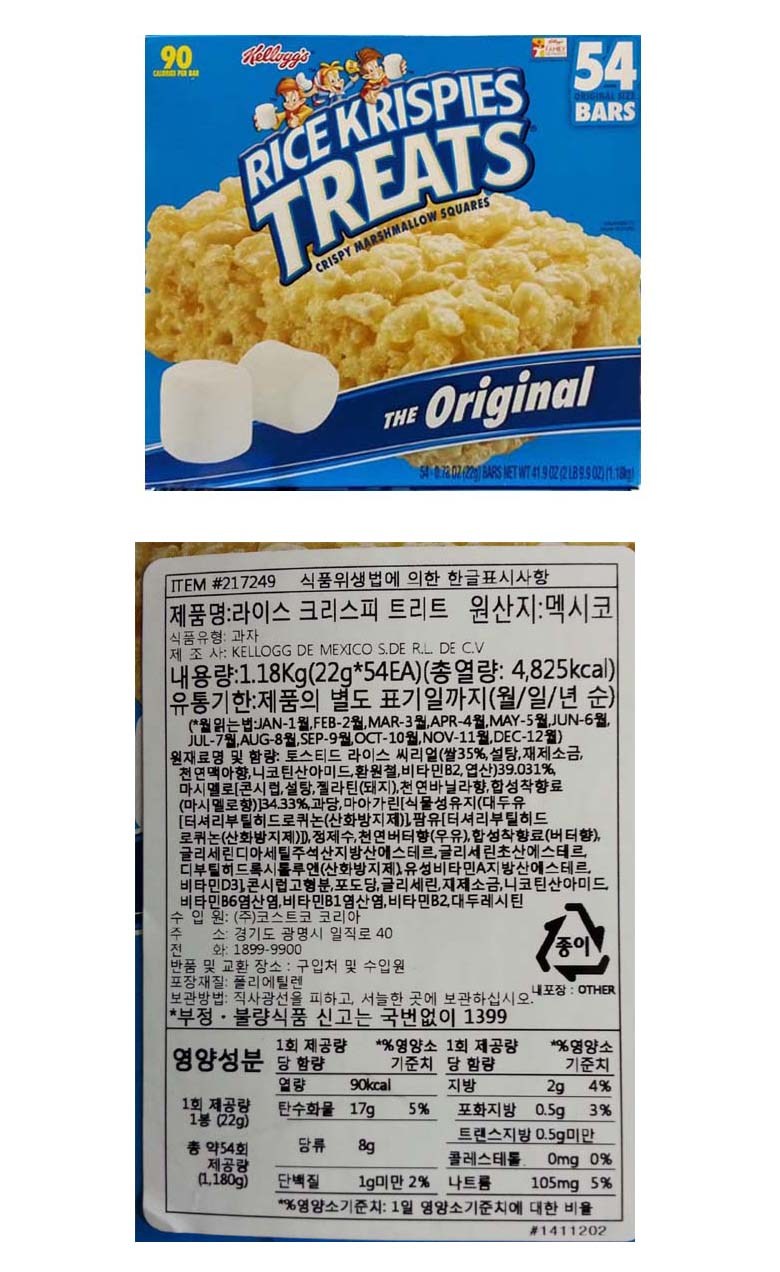 90
CALORIES PER BAR
Kellogg's
FAMILY
54
ORIGINAL SIZE
BARS
RICE KRISPIES
TREATS
CRISPY MARSHMALLOW SQUARES
THE Original
54 - 0.78 OZ (22g) BARS NET WT 41.9 OZ (2 LB 9.9 OZ) (1.18kg)
ITEM #217249 식품위생법에 의한 한글표시사항
제품명:라이스 크리스피 트리트 원산지:멕시코
식품유형: 과자
제 조 사: KELLOGG DE MEXICO S.DE R.L. DE C.V
내용량:1.18Kg(22g*54EA)(총열량: 4,825kcal)
유통기한:제품의 별도 표기일까지(월/일/년 순)
(*월읽는법:JAN-1월,FEB-2월,MAR-3월,APR-4월,MAY-5월,JUN-6월,
JUL-7월,AUG-8월,SEP-9월,OCT-10월,NOV-11월,DEC-12월)
원재료명 및 함량: 토스티드 라이스 씨리얼(쌀35%,설탕,재제소금,
천연맥아향,니코틴산아미드,환원철,비타민B2,엽산)39.031%,
마시멜로[콘시럽,설탕,젤라틴(돼지),천연바닐라향,합성착향료
(마시멜로향)]34.33%,과당,마아가린[식물성유지(대두유
[터셔리부틸히드로퀴논(산화방지제)],팜유[터셔리부틸히드
로퀴논(산화방지제)]),정제수,천연버터향(우유),합성착향료(버터향),
글리세린디아세틸주석산지방산에스테르,글리세린초산에스테르,
디부틸히드록시톨루엔(산화방지제),유성비타민A지방산에스테르,
비타민D3],콘시럽고형분,포도당,글리세린,재제소금,니코틴산아미드,
비타민B6염산염,비타민B1염산염,비타민B2,대두레시틴
수 입 원: (주)코스트코 코리아
주 소: 경기도 광명시 일직로 40
전 화: 1899-9900
반품 및 교환 장소 : 구입처 및 수입원
포장재질: 폴리에틸렌
보관방법: 직사광선을 피하고, 서늘한 곳에 보관하십시오.
종이
내포장 : OTHER
*부정·불량식품 신고는 국번없이 1399
영양성분 1회 제공량 당 함량 *%영양소 기준치 1회 제공량 당 함량 *%영양소 기준치
1회 제공량
1봉 (22g)
총 약54회
제공량
(1,180g)
열량 90kcal 지방 2g 4%
탄수화물 17g 5% 포화지방 0.5g 3%
트랜스지방 0.5g미만
당류 8g
콜레스테롤 0mg 0%
단백질 1g미만 2% 나트륨 105mg 5%
*%영양소기준치: 1일 영양소기준치에 대한 비율
#1411202